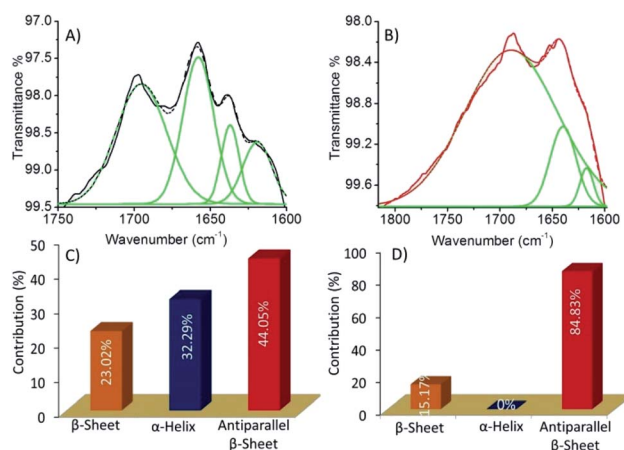 A)
97.0
97.5
98.0
98.5
99.0
99.5
Transmittance %
1750
1700
1650
1600
Wavenumber (cm⁻¹)
B)
98.0
98.4
98.8
99.2
99.6
Transmittance %
1800
1750
1700
1650
1600
Wavenumber (cm⁻¹)
C)
50
40
30
20
10
0
Contribution (%)
23.02%
32.29%
44.05%
β-Sheet
α-Helix
Antiparallel
β-Sheet
D)
100
80
60
40
20
0
Contribution (%)
15.17%
0%
84.83%
β-Sheet
α-Helix
Antiparallel
β-Sheet